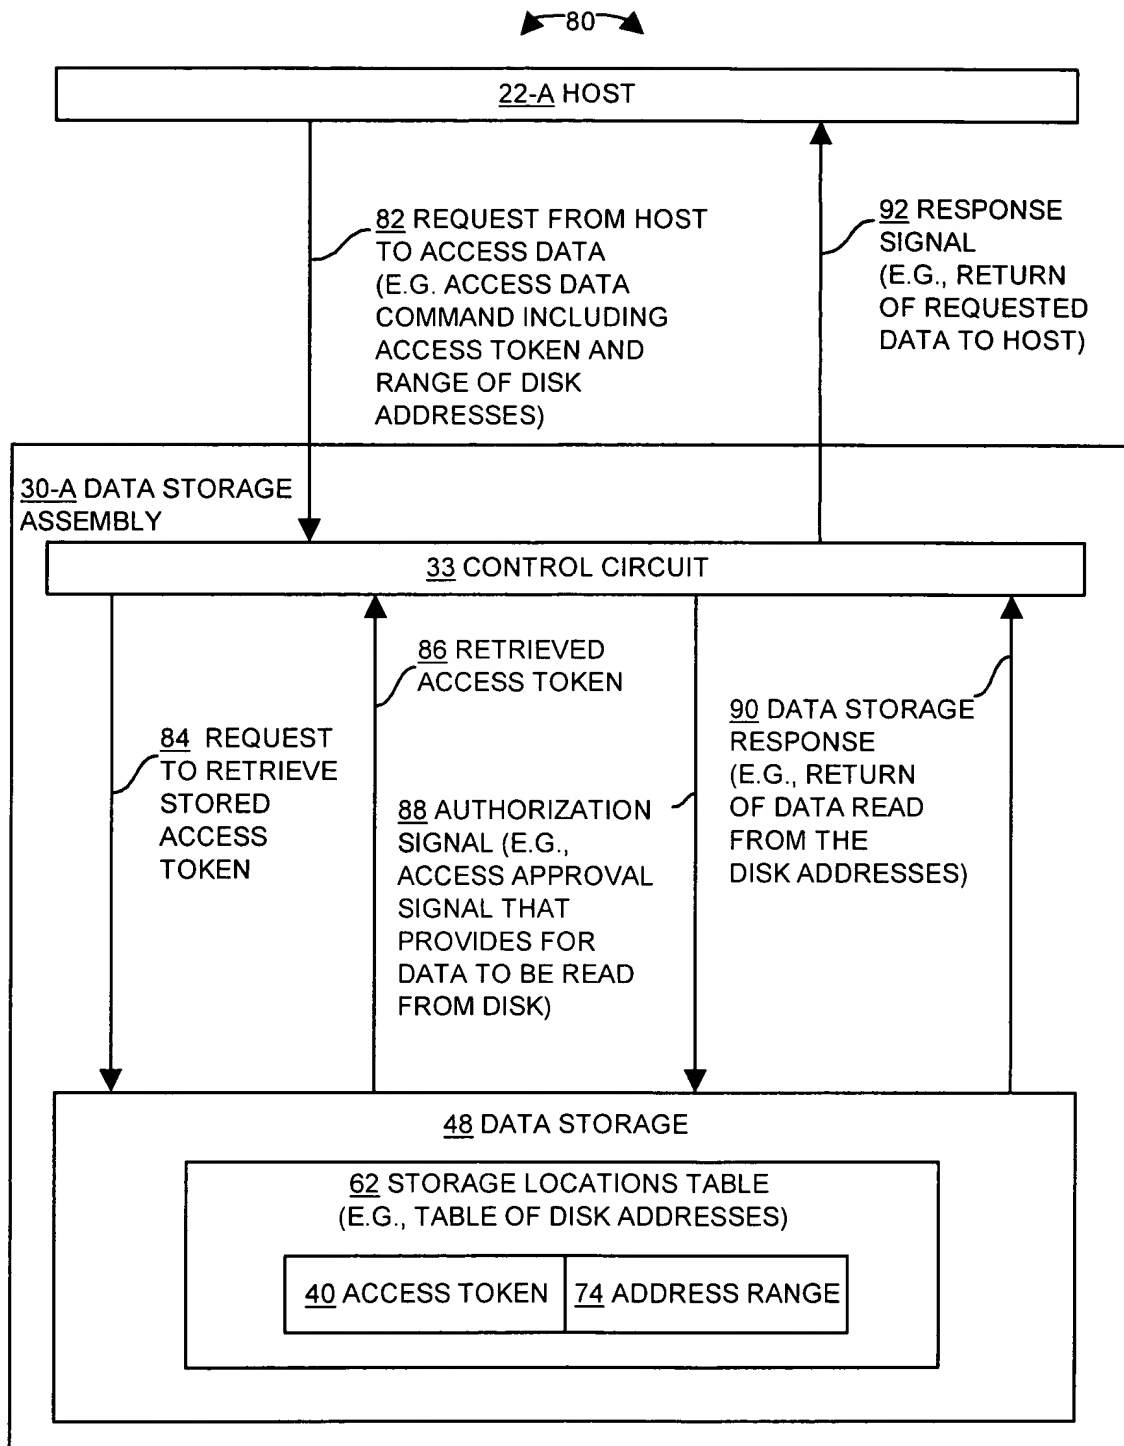 80
22-A HOST
82 REQUEST FROM HOST
TO ACCESS DATA
(E.G. ACCESS DATA
COMMAND INCLUDING
ACCESS TOKEN AND
RANGE OF DISK
ADDRESSES)
92 RESPONSE
SIGNAL
(E.G., RETURN
OF REQUESTED
DATA TO HOST)
30-A DATA STORAGE
ASSEMBLY
33 CONTROL CIRCUIT
84 REQUEST
TO RETRIEVE
STORED
ACCESS
TOKEN
86 RETRIEVED
ACCESS TOKEN
88 AUTHORIZATION
SIGNAL (E.G.,
ACCESS APPROVAL
SIGNAL THAT
PROVIDES FOR
DATA TO BE READ
FROM DISK)
90 DATA STORAGE
RESPONSE
(E.G., RETURN
OF DATA READ
FROM THE
DISK ADDRESSES)
48 DATA STORAGE
62 STORAGE LOCATIONS TABLE
(E.G., TABLE OF DISK ADDRESSES)
40 ACCESS TOKEN
74 ADDRESS RANGE